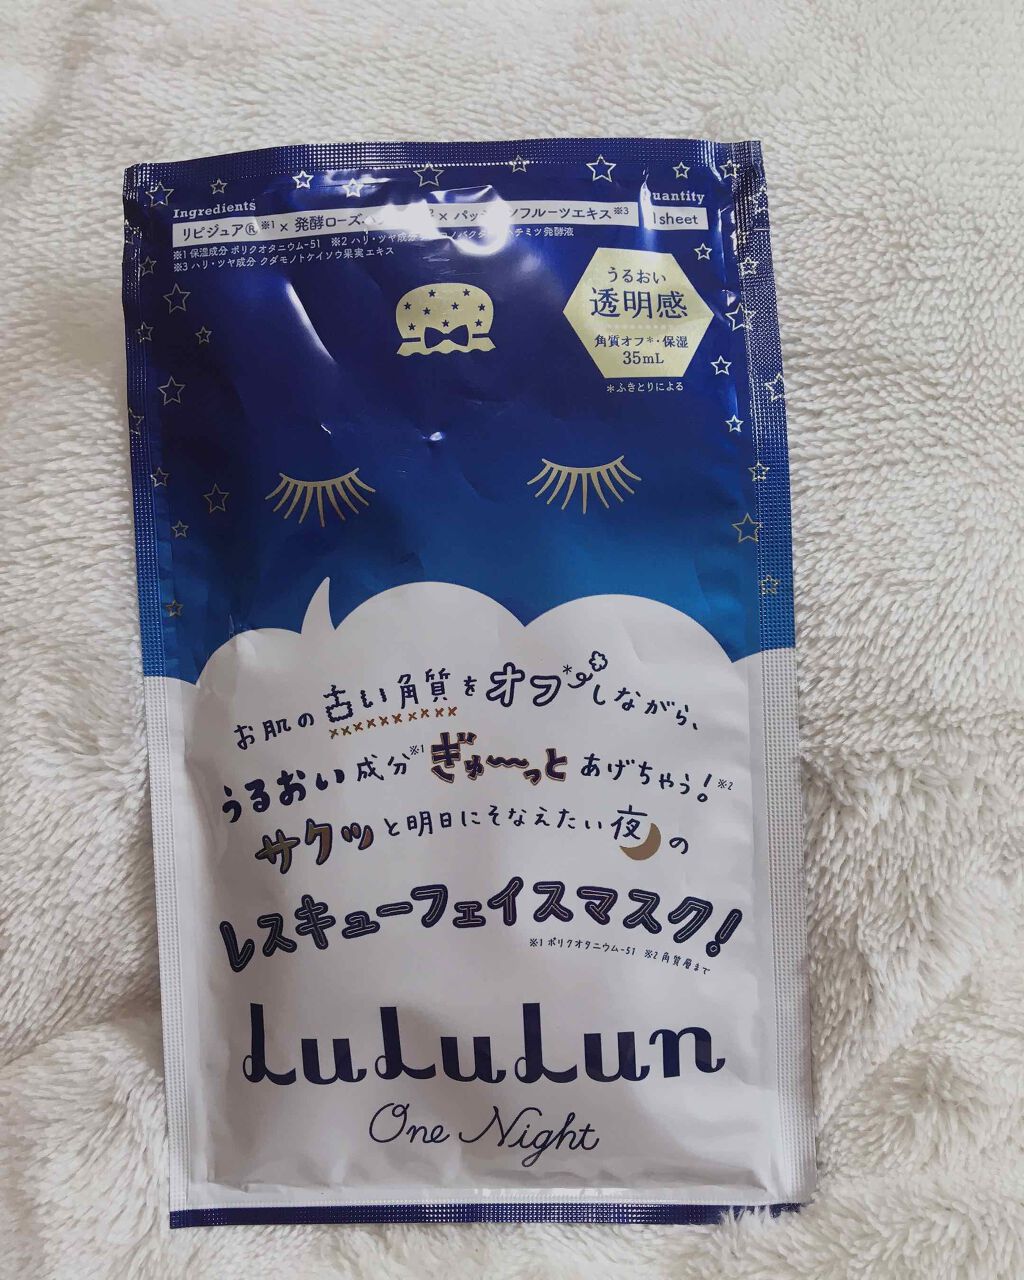 Ingredients
Quantity
リピジュア®※1 × 発酵ローズハ × パッションフルーツエキス※3
1sheet
※1 保湿成分 ポリクオタニウム-51 ※2 ハリ・ツヤ成分 ハチミツ発酵液
※3 ハリ・ツヤ成分 クダモノトケイソウ果実エキス
うるおい
透明感
角質オフ*・保湿
35mL
*ふきとりによる
お肌の古い角質をオフ*しながら、
うるおい成分※1ぎゅ〜〜っとあげちゃう!※2
サクッと明日にそなえたい夜の
レスキューフェイスマスク!
※1 ポリクオタニウム-51 ※2 角質層まで
LuLuLun
One Night